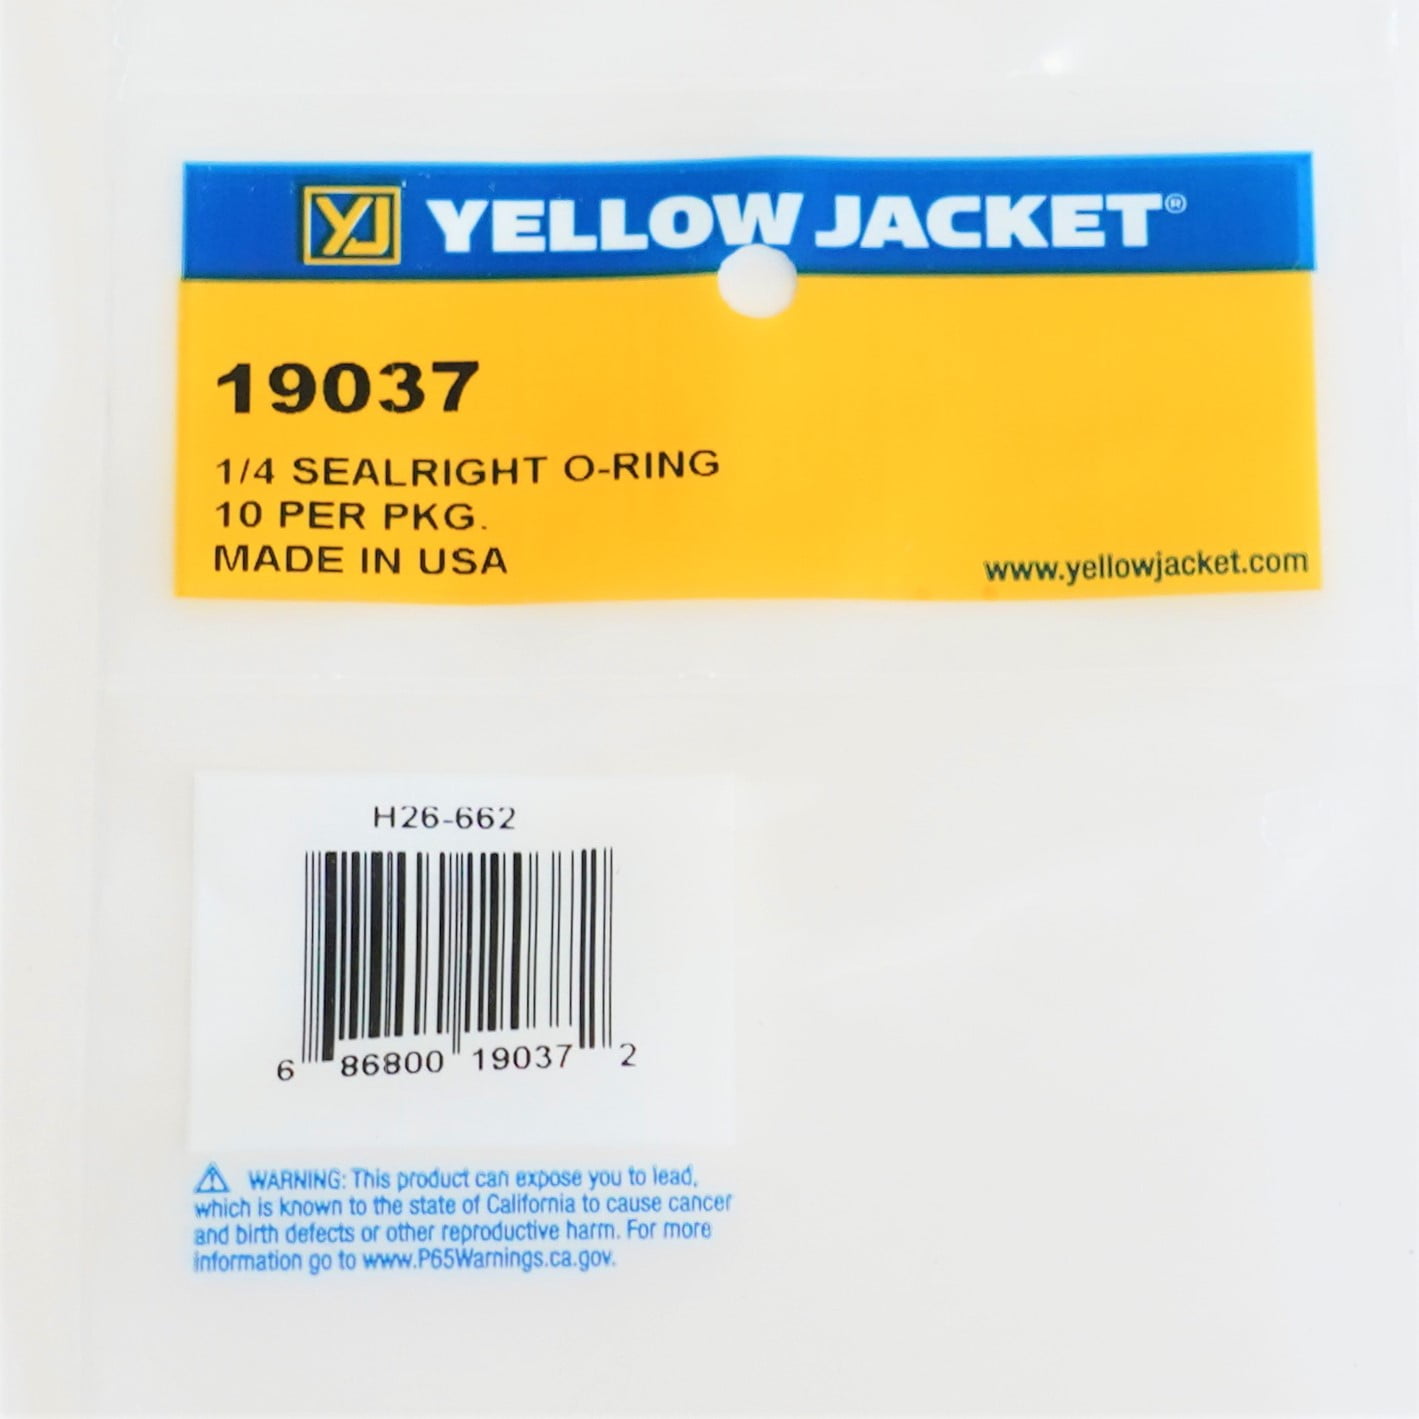 YJ YELLOW JACKET®
19037
1/4 SEALRIGHT O-RING
10 PER PKG.
MADE IN USA
www.yellowjacket.com
H26-662
6 86800 19037 2
WARNING: This product can expose you to lead,
which is known to the state of California to cause cancer
and birth defects or other reproductive harm. For more
information go to www.P65Warnings.ca.gov.